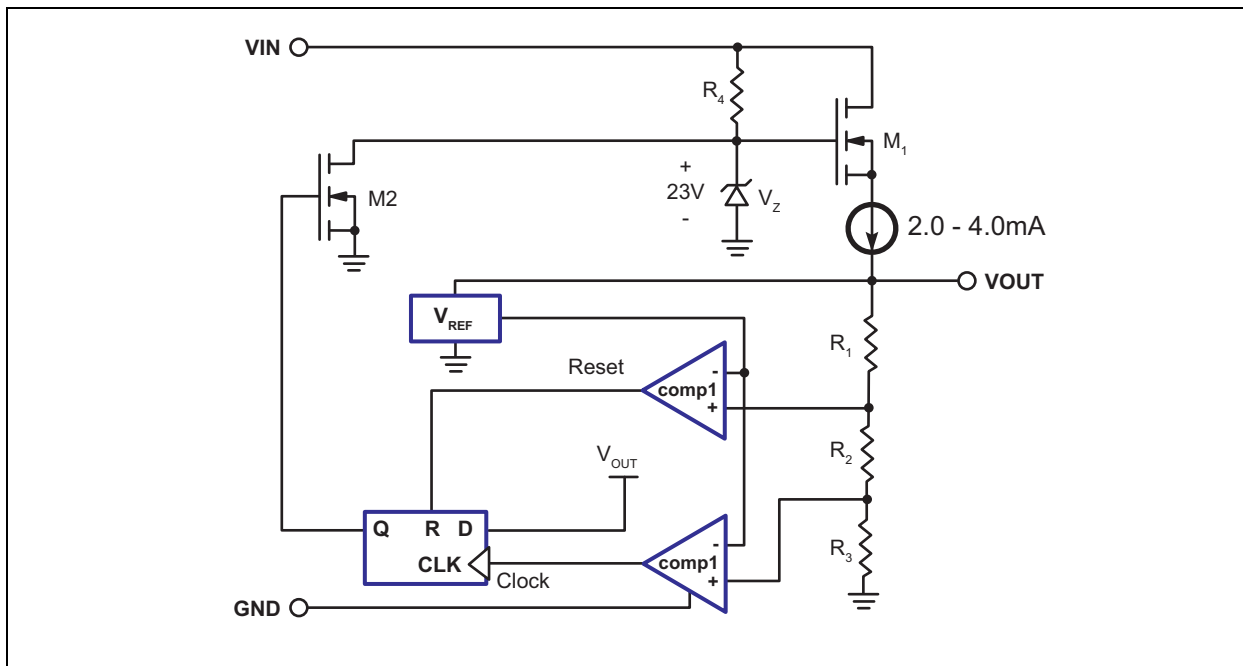 VIN
R4
M1
+
23V
-
VZ
M2
2.0 - 4.0mA
VOUT
VREF
R1
Reset
-
comp1
+
R2
VOUT
Q R D
-
comp1
+
R3
CLK
Clock
GND